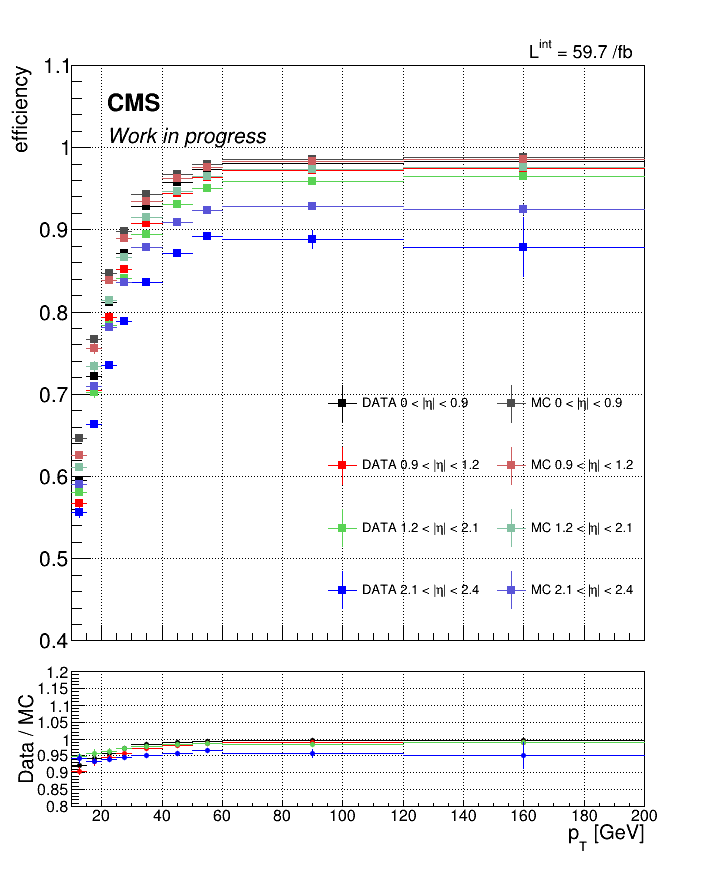 L^int = 59.7 /fb
efficiency
1.1
CMS
Work in progress
1
0.9
0.8
0.7
DATA 0 < |η| < 0.9
MC 0 < |η| < 0.9
0.6
DATA 0.9 < |η| < 1.2
MC 0.9 < |η| < 1.2
0.5
DATA 1.2 < |η| < 2.1
MC 1.2 < |η| < 2.1
DATA 2.1 < |η| < 2.4
MC 2.1 < |η| < 2.4
0.4
Data / MC
1.2
1.15
1.1
1.05
1
0.95
0.9
0.85
0.8
20 40 60 80 100 120 140 160 180 200
p_T [GeV]